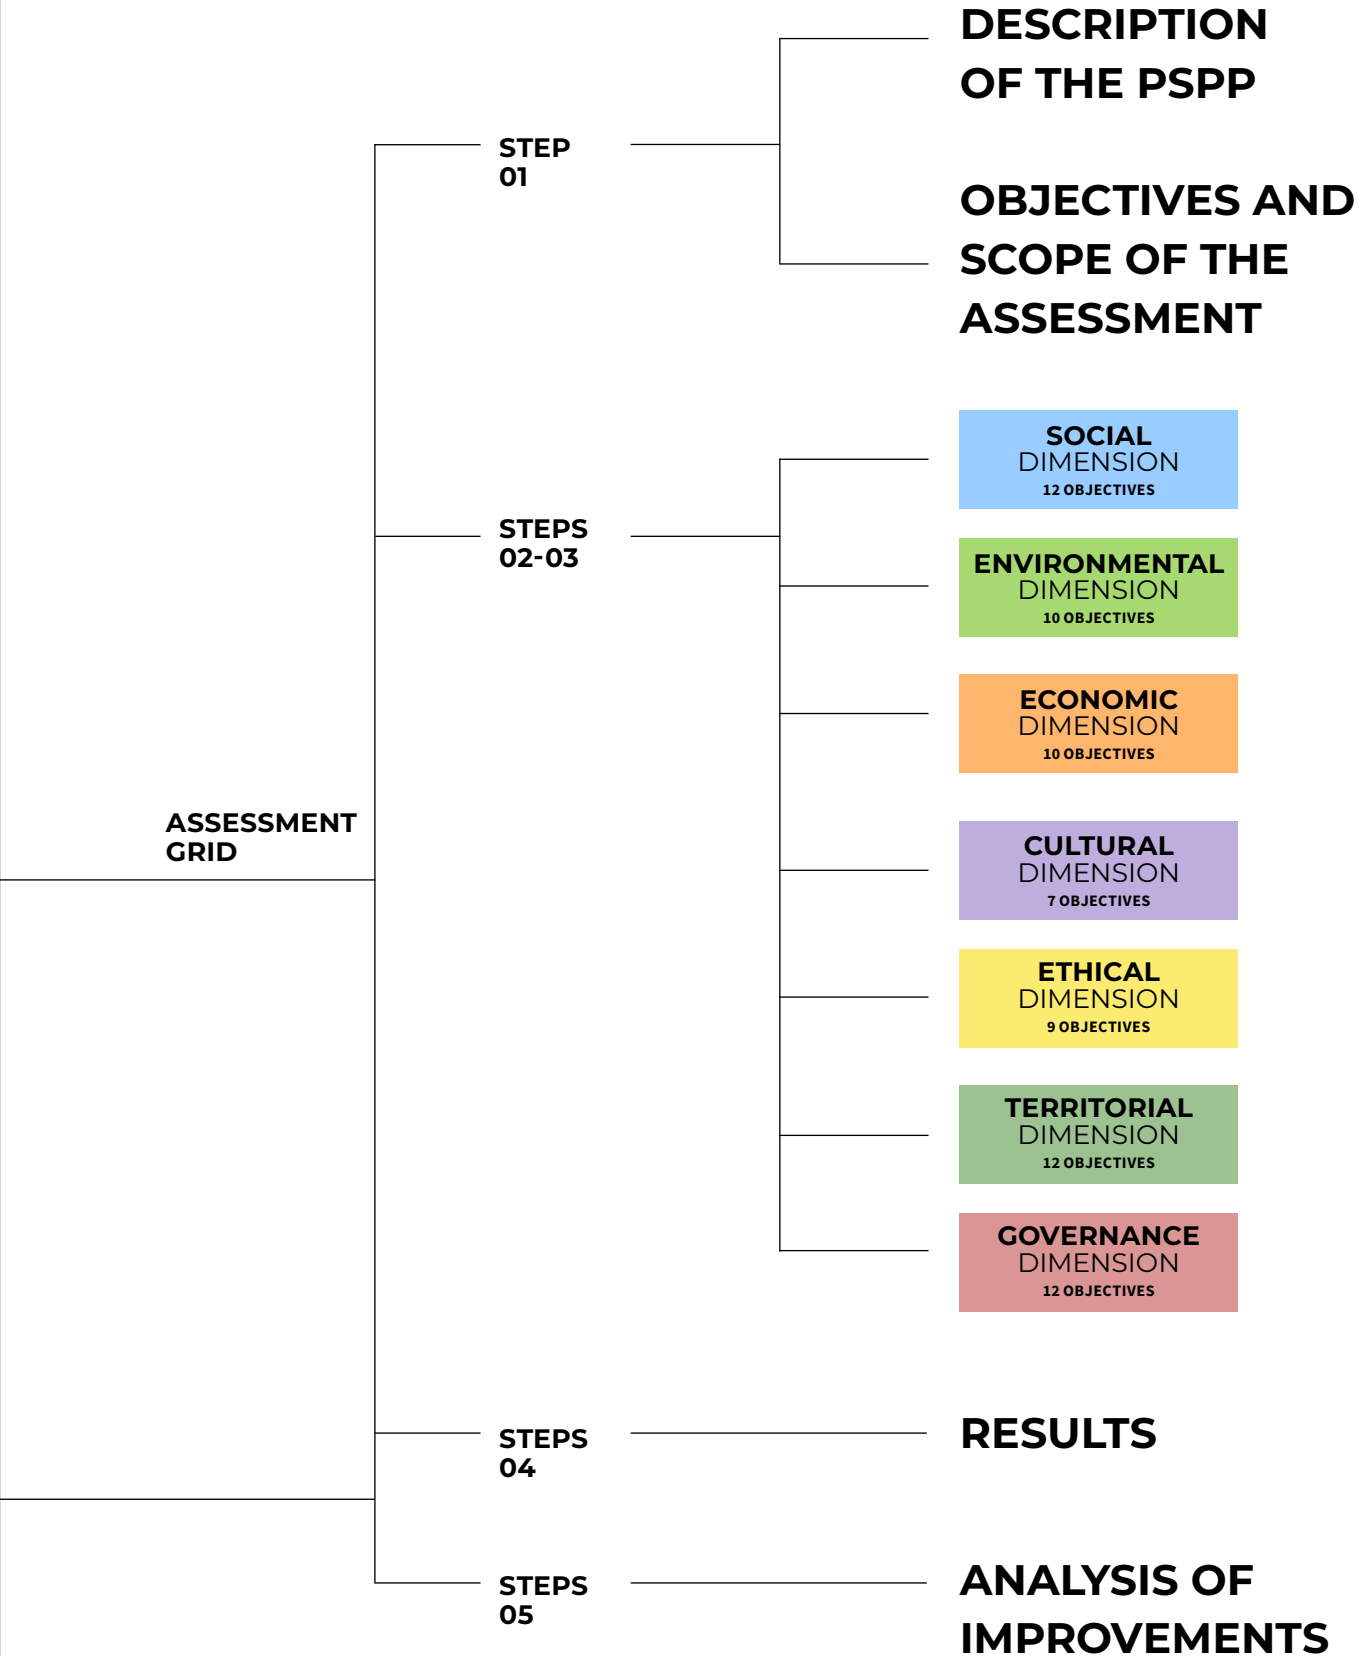 DESCRIPTION
OF THE PSPP
STEP
01
OBJECTIVES AND
SCOPE OF THE
ASSESSMENT
SOCIAL
DIMENSION
12 OBJECTIVES
STEPS
02-03
ENVIRONMENTAL
DIMENSION
10 OBJECTIVES
ECONOMIC
DIMENSION
10 OBJECTIVES
ASSESSMENT
GRID
CULTURAL
DIMENSION
7 OBJECTIVES
ETHICAL
DIMENSION
9 OBJECTIVES
TERRITORIAL
DIMENSION
12 OBJECTIVES
GOVERNANCE
DIMENSION
12 OBJECTIVES
STEPS
04
RESULTS
STEPS
05
ANALYSIS OF
IMPROVEMENTS